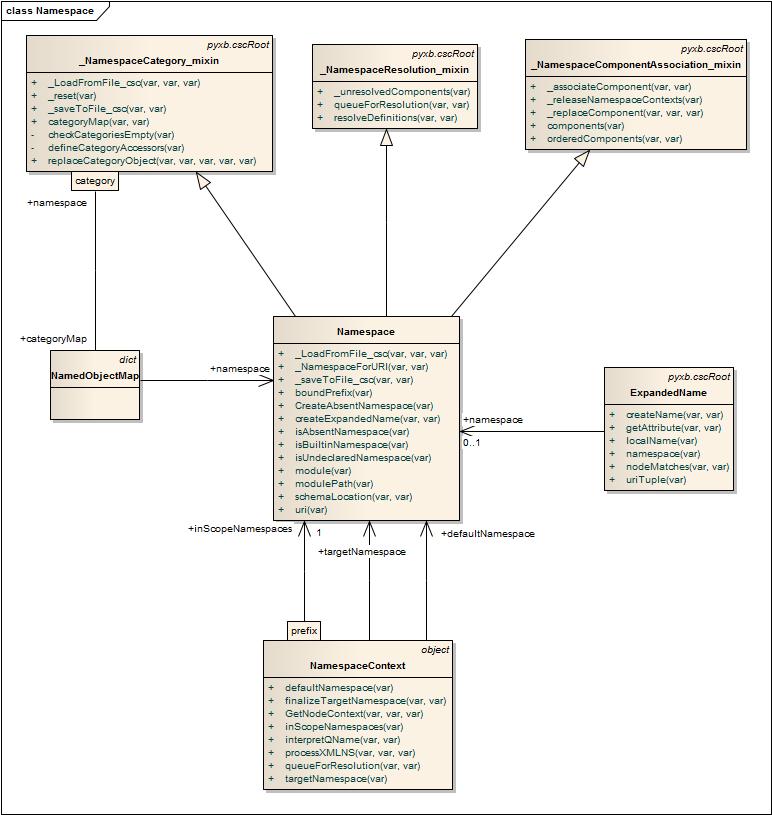 class Namespace
pyxb.cscRoot
_NamespaceCategory_mixin
+ _LoadFromFile_csc(var, var, var)
+ _reset(var)
+ _saveToFile_csc(var, var)
+ categoryMap(var, var)
- checkCategoriesEmpty(var)
- defineCategoryAccessors(var)
+ replaceCategoryObject(var, var, var, var, var)
category
pyxb.cscRoot
_NamespaceResolution_mixin
+ _unresolvedComponents(var)
+ queueForResolution(var, var)
+ resolveDefinitions(var, var)
pyxb.cscRoot
_NamespaceComponentAssociation_mixin
+ _associateComponent(var, var)
+ _releaseNamespaceContexts(var)
+ _replaceComponent(var, var, var)
+ components(var)
+ orderedComponents(var, var)
+namespace
+categoryMap
dict
NamedObjectMap
+namespace
Namespace
+ _LoadFromFile_csc(var, var, var)
+ _NamespaceForURI(var, var)
+ _saveToFile_csc(var, var)
+ boundPrefix(var)
+ CreateAbsentNamespace(var)
+ createExpandedName(var, var)
+ isAbsentNamespace(var)
+ isBuiltinNamespace(var)
+ isUndeclaredNamespace(var)
+ module(var)
+ modulePath(var)
+ schemaLocation(var, var)
+ uri(var)
+namespace
0..1
pyxb.cscRoot
ExpandedName
+ createName(var, var)
+ getAttribute(var, var)
+ localName(var)
+ namespace(var)
+ nodeMatches(var, var)
+ uriTuple(var)
+inScopeNamespaces
1
+targetNamespace
+defaultNamespace
prefix
object
NamespaceContext
+ defaultNamespace(var)
+ finalizeTargetNamespace(var, var)
+ GetNodeContext(var, var, var)
+ inScopeNamespaces(var)
+ interpretQName(var, var)
+ processXMLNS(var, var, var)
+ queueForResolution(var, var)
+ targetNamespace(var)